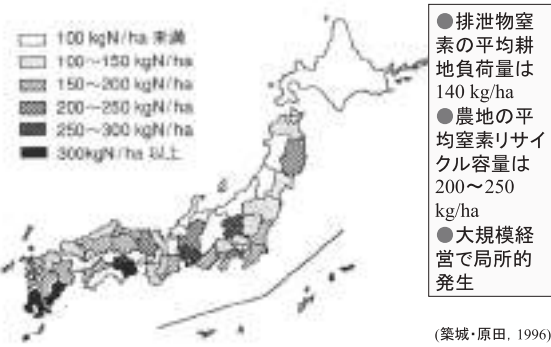 100 kgN/ha 未満
100〜150 kgN/ha
150〜200 kgN/ha
200〜250 kgN/ha
250〜300 kgN/ha
300kgN/ha 以上
●排泄物窒
素の平均耕
地負荷量は
140 kg/ha
●農地の平
均窒素リサイ
クル容量は
200〜250
kg/ha
●大規模経
営で局所的
発生
(築城・原田, 1996)